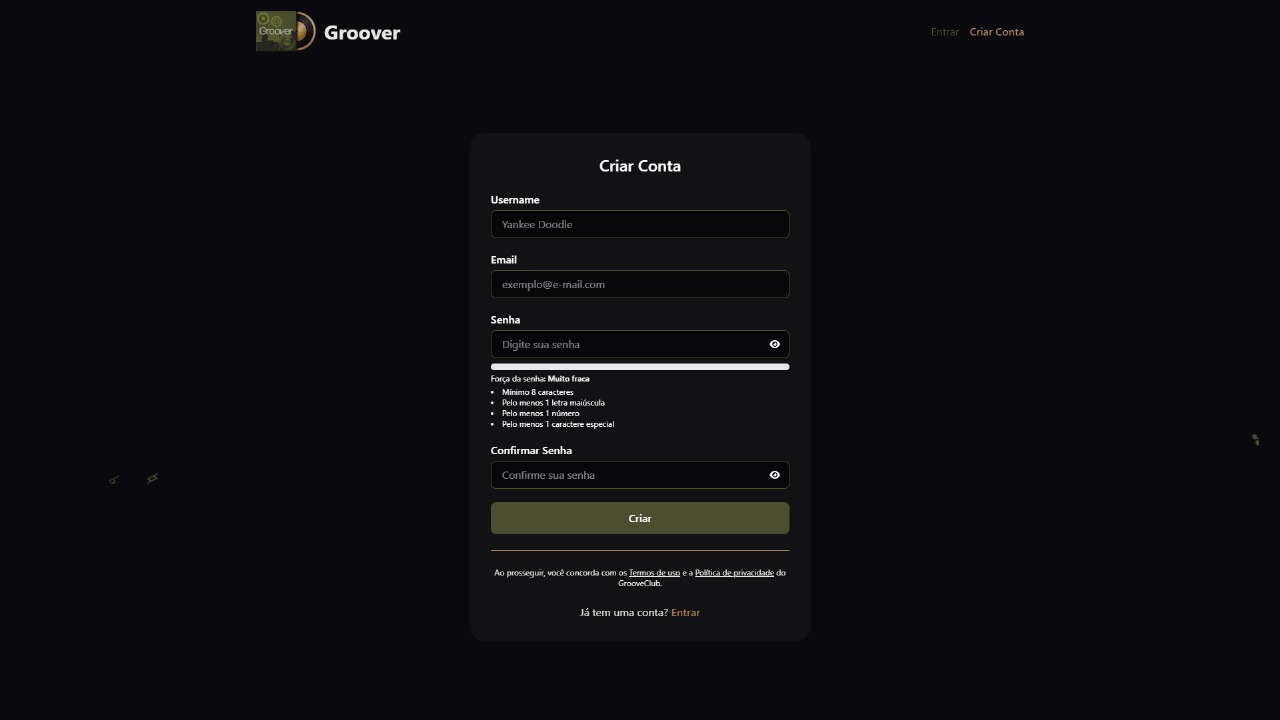 Groover
Groover
Entrar
Criar Conta
Criar Conta
Username
Yankee Doodle
Email
exemplo@e-mail.com
Senha
Digite sua senha
Força da senha: Muito fraca
• Mínimo 8 caracteres
• Pelo menos 1 letra maiúscula
• Pelo menos 1 número
• Pelo menos 1 caractere especial
Confirmar Senha
Confirme sua senha
Criar
Ao prosseguir, você concorda com os Termos de uso e a Política de privacidade do
GrooveClub.
Já tem uma conta? Entrar